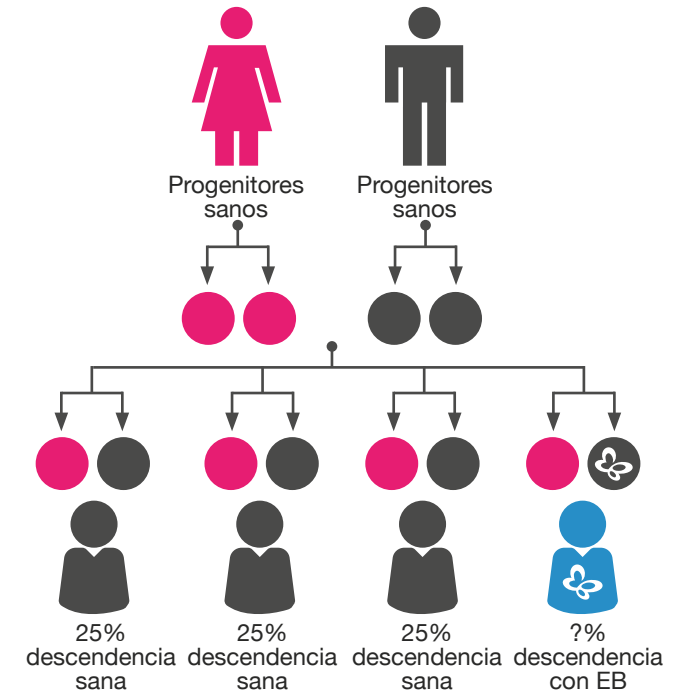 Progenitores
sanos
Progenitores
sanos
25%
descendencia
sana
25%
descendencia
sana
25%
descendencia
sana
?%
descendencia
con EB